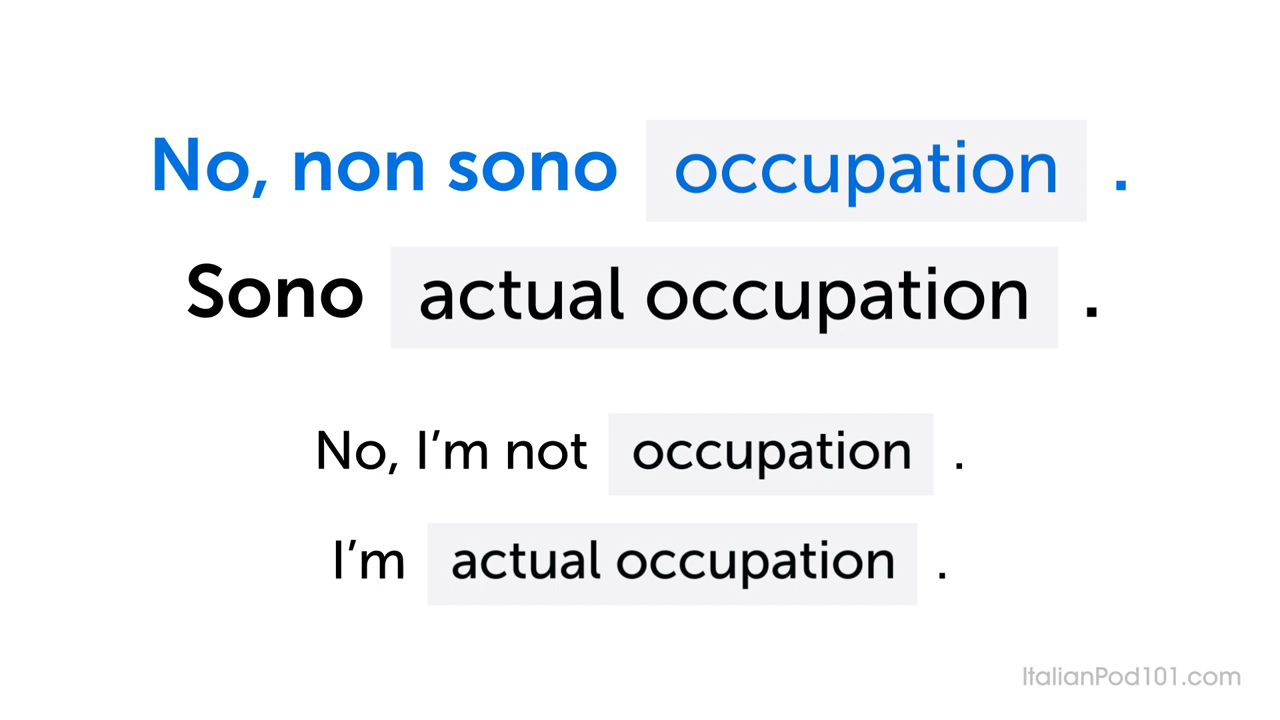 No, non sono occupation .
Sono actual occupation .
No, I’m not occupation .
I’m actual occupation .
ItalianPod101.com